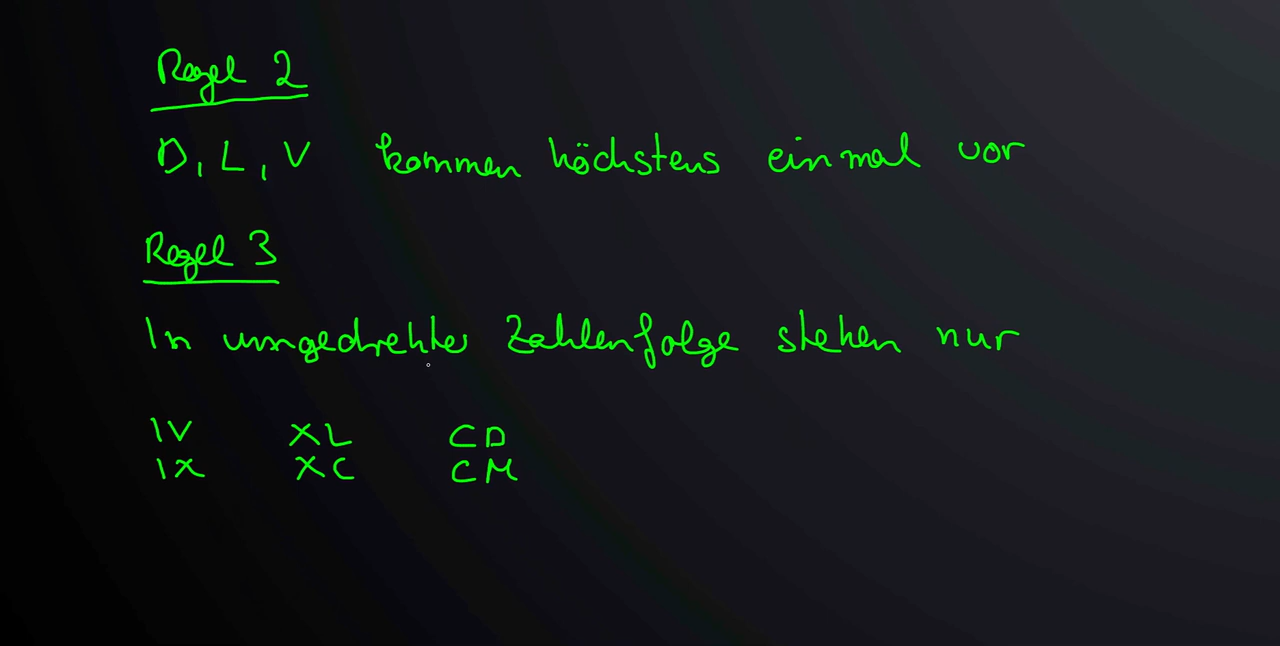 Regel 2
D, L, V kommen höchstens einmal vor
Regel 3
In umgedrehter Zahlenfolge stehen nur
IV XL CD
IX XC CM